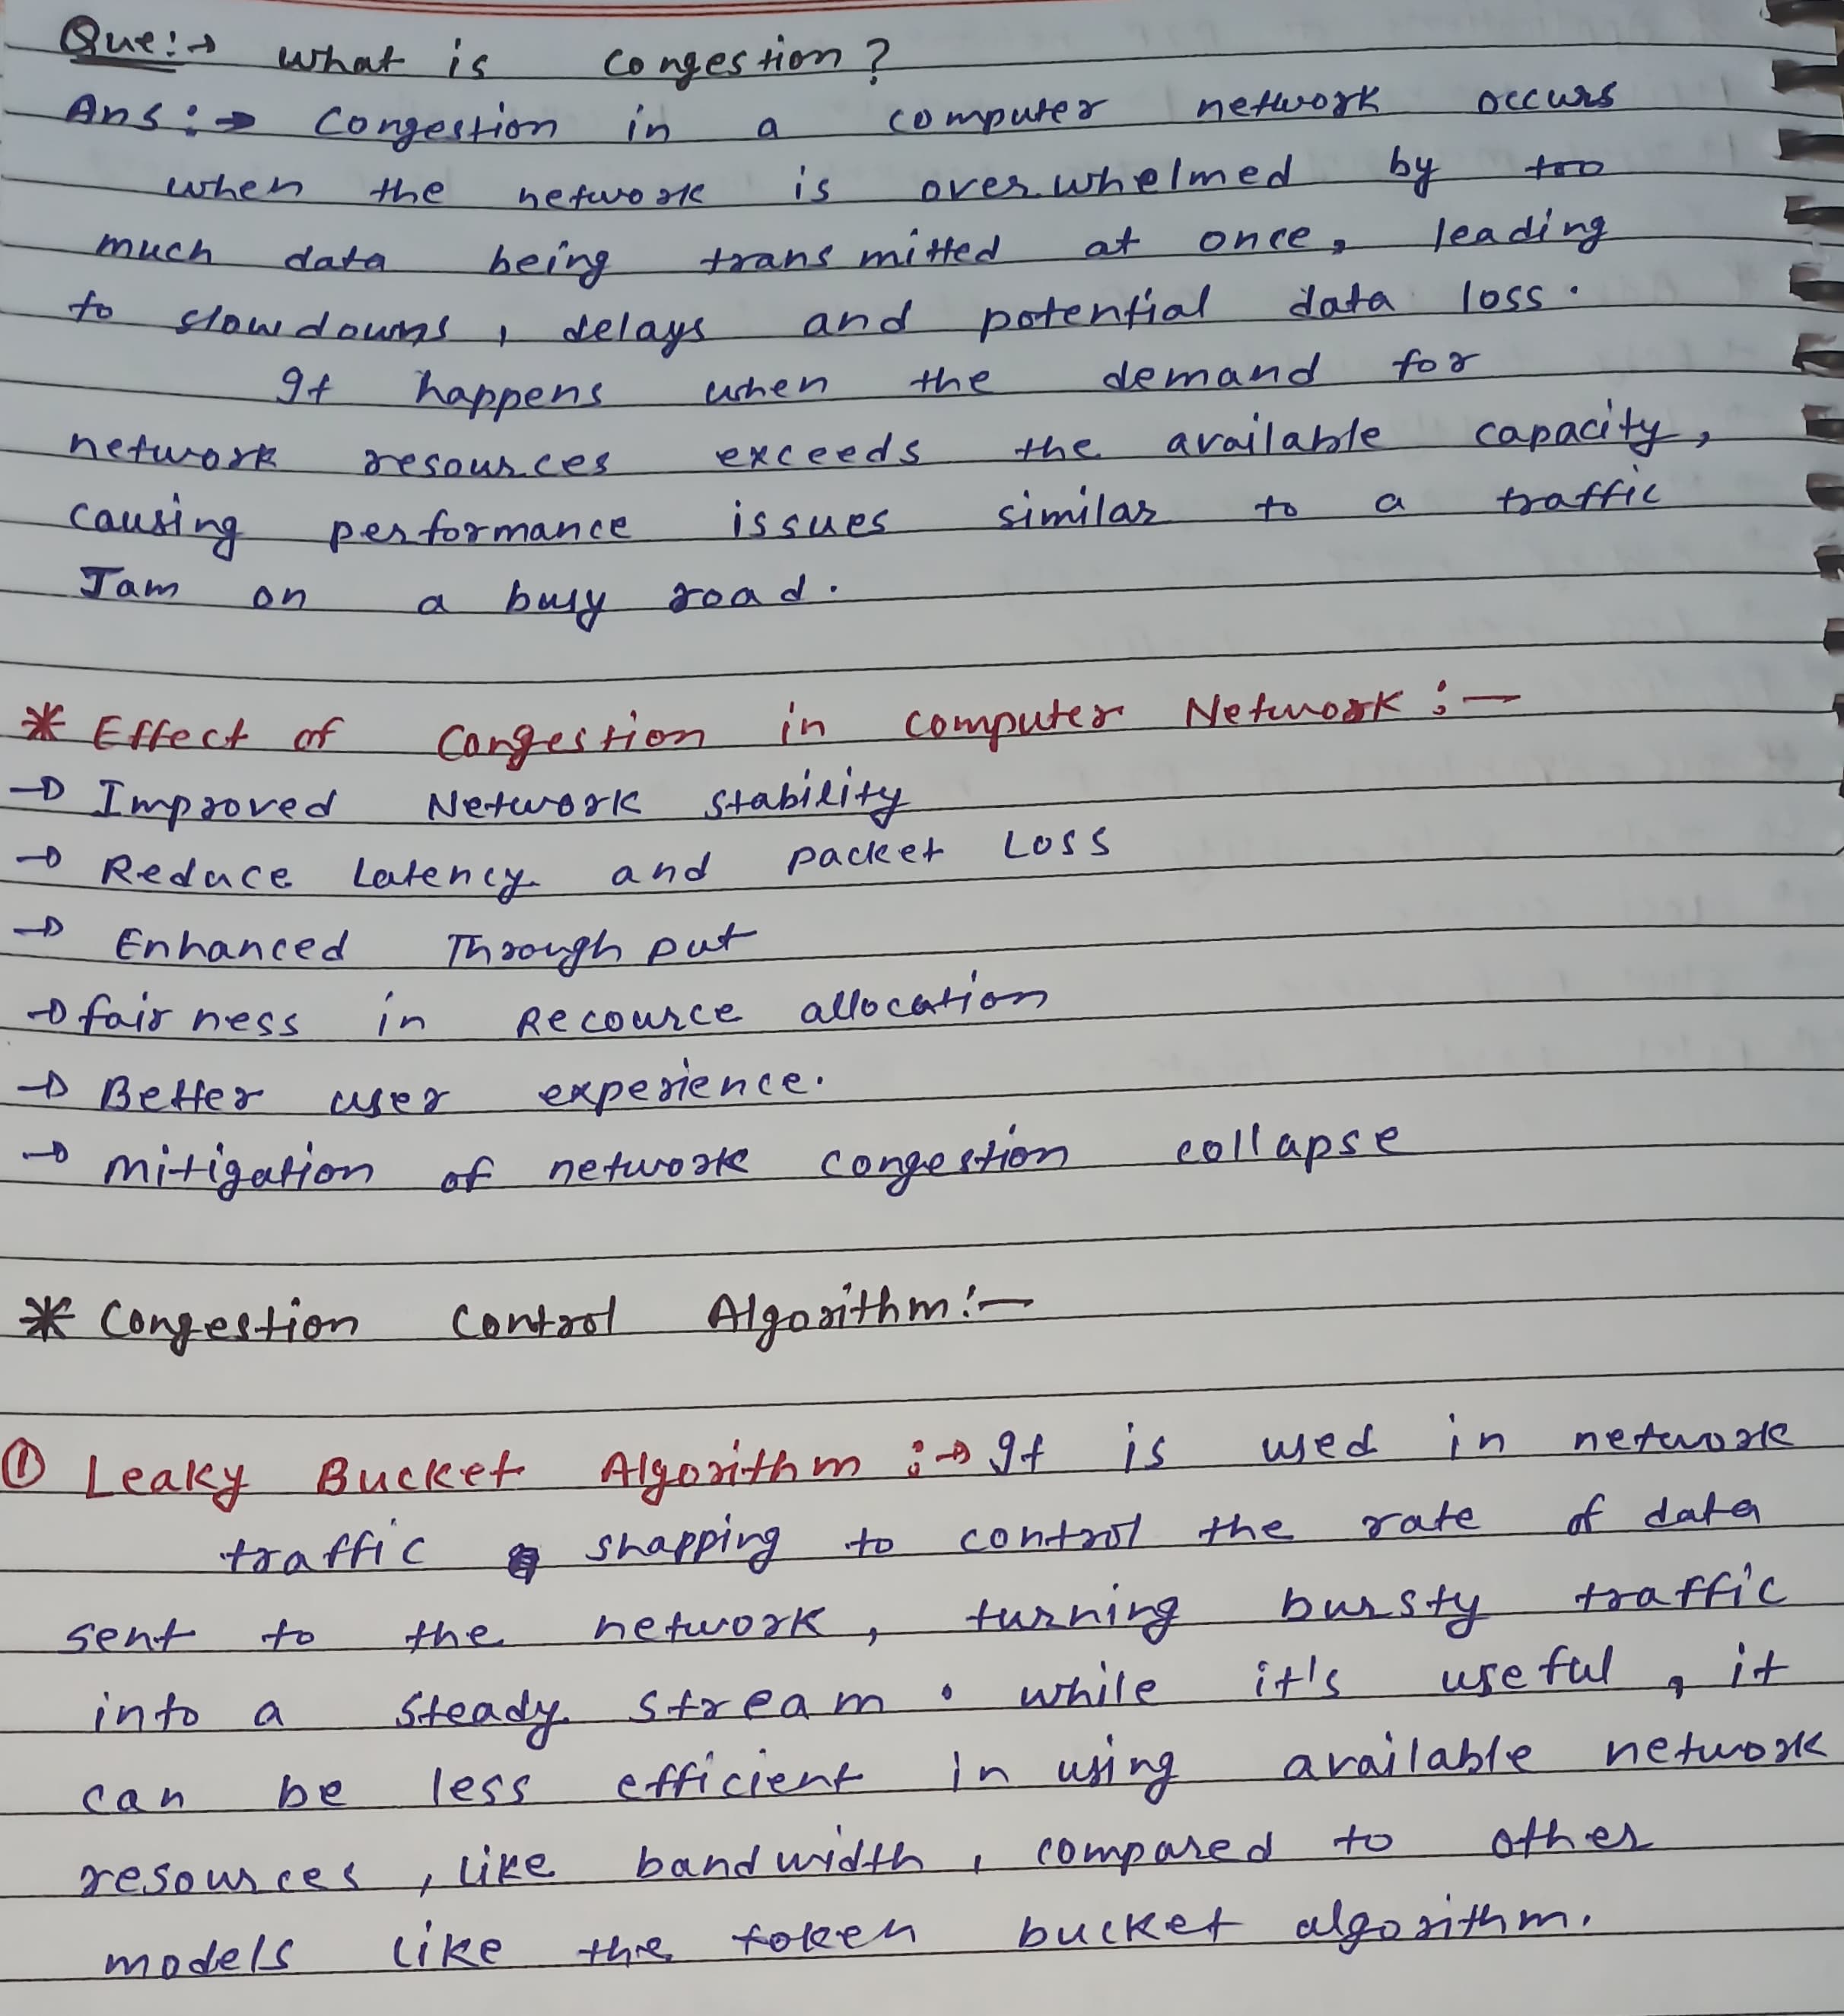 Que:→ what is congestion?
Ans:→ Congestion in a computer network occurs
when the network is overwhelmed by too
much data being transmitted at once, leading
to slowdowns, delays and potential data loss.
It happens when the demand for
network resources exceeds the available capacity,
causing performance issues similar to a traffic
Jam on a busy road.
* Effect of Congestion in computer Network :-
→ Improved Network stability
→ Reduce Latency and packet Loss
→ Enhanced Throughput
→ fairness in Recource allocation
→ Better user experience.
→ mitigation of network congestion collapse
* Congestion Control Algorithm:-
① Leaky Bucket Algorithm :→ It is used in network
traffic shapping to control the rate of data
sent to the network, turning bursty traffic
into a steady stream. while it's useful, it
can be less efficient in using available network
resources, like bandwidth, compared to other
models like the token bucket algorithm.